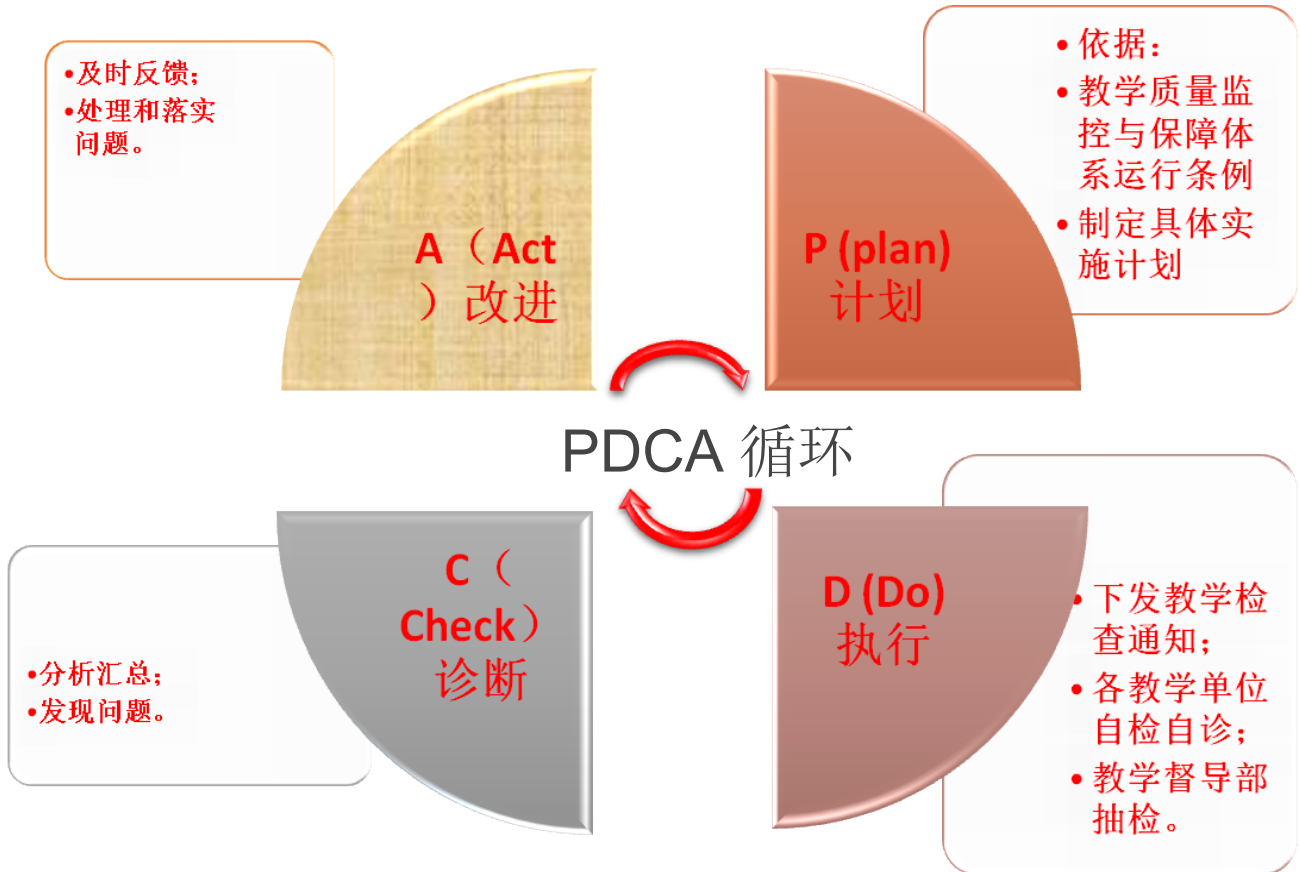 •及时反馈；
•处理和落实
问题。
A（Act
）改进
P (plan)
计划
•依据：
•教学质量监
控与保障体
系运行条例
•制定具体实
施计划
PDCA 循环
C（
Check）
诊断
•分析汇总；
•发现问题。
D (Do)
执行
•下发教学检
查通知；
•各教学单位
自检自诊；
•教学督导部
抽检。